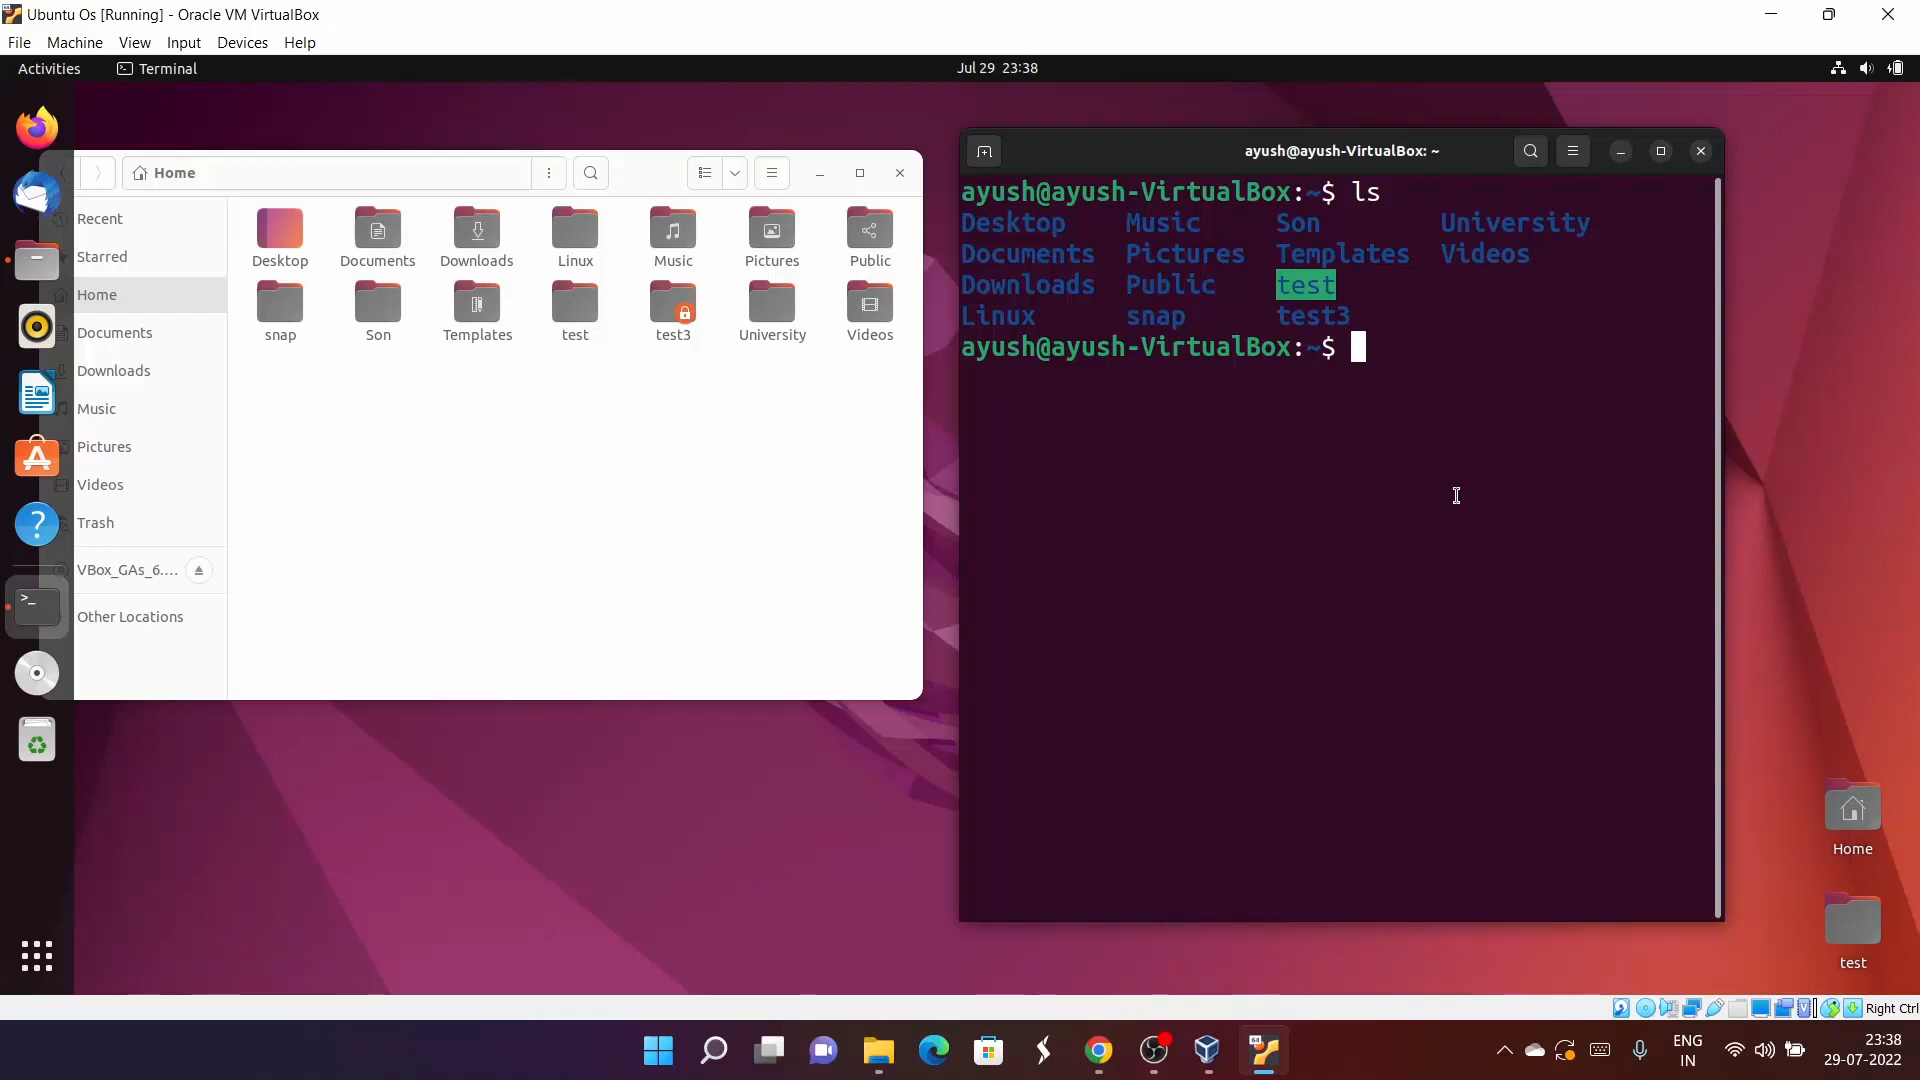 Ubuntu Os [Running] - Oracle VM VirtualBox
File Machine View Input Devices Help
Activities Terminal Jul 29 23:38
Home
Recent
Starred
Home
Documents
Downloads
Music
Pictures
Videos
Trash
VBox_GAs_6....
Other Locations
Desktop Documents Downloads Linux Music Pictures Public
snap Son Templates test test3 University Videos
ayush@ayush-VirtualBox: ~
ayush@ayush-VirtualBox:~$ ls
Desktop Music Son University
Documents Pictures Templates Videos
Downloads Public test
Linux snap test3
ayush@ayush-VirtualBox:~$
Home
test
Right Ctrl
64
ENG
IN
23:38
29-07-2022